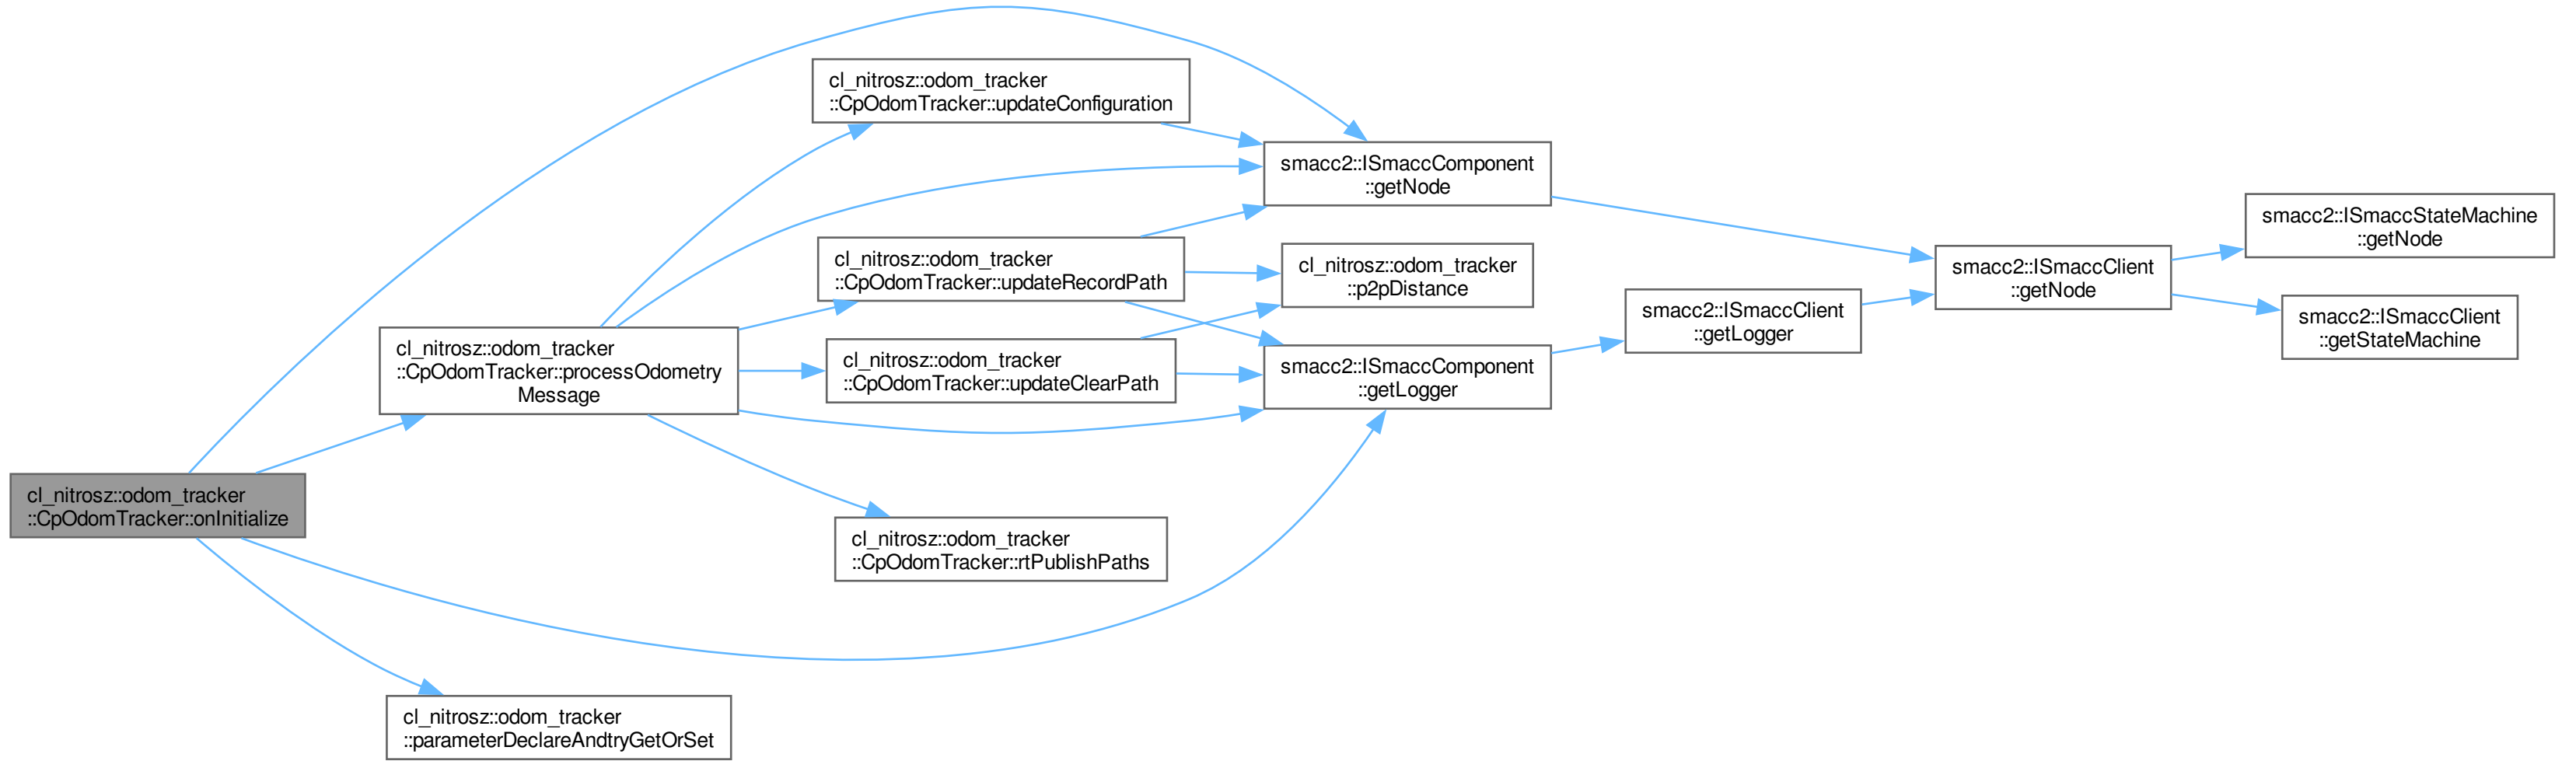 cl_nitrosz::odom_tracker
::CpOdomTracker::onInitialize
cl_nitrosz::odom_tracker
::CpOdomTracker::processOdometry
Message
cl_nitrosz::odom_tracker
::parameterDeclareAndtryGetOrSet
cl_nitrosz::odom_tracker
::CpOdomTracker::updateConfiguration
cl_nitrosz::odom_tracker
::CpOdomTracker::updateRecordPath
cl_nitrosz::odom_tracker
::CpOdomTracker::updateClearPath
cl_nitrosz::odom_tracker
::CpOdomTracker::rtPublishPaths
smacc2::ISmaccComponent
::getNode
cl_nitrosz::odom_tracker
::p2pDistance
smacc2::ISmaccComponent
::getLogger
smacc2::ISmaccClient
::getLogger
smacc2::ISmaccClient
::getNode
smacc2::ISmaccStateMachine
::getNode
smacc2::ISmaccClient
::getStateMachine